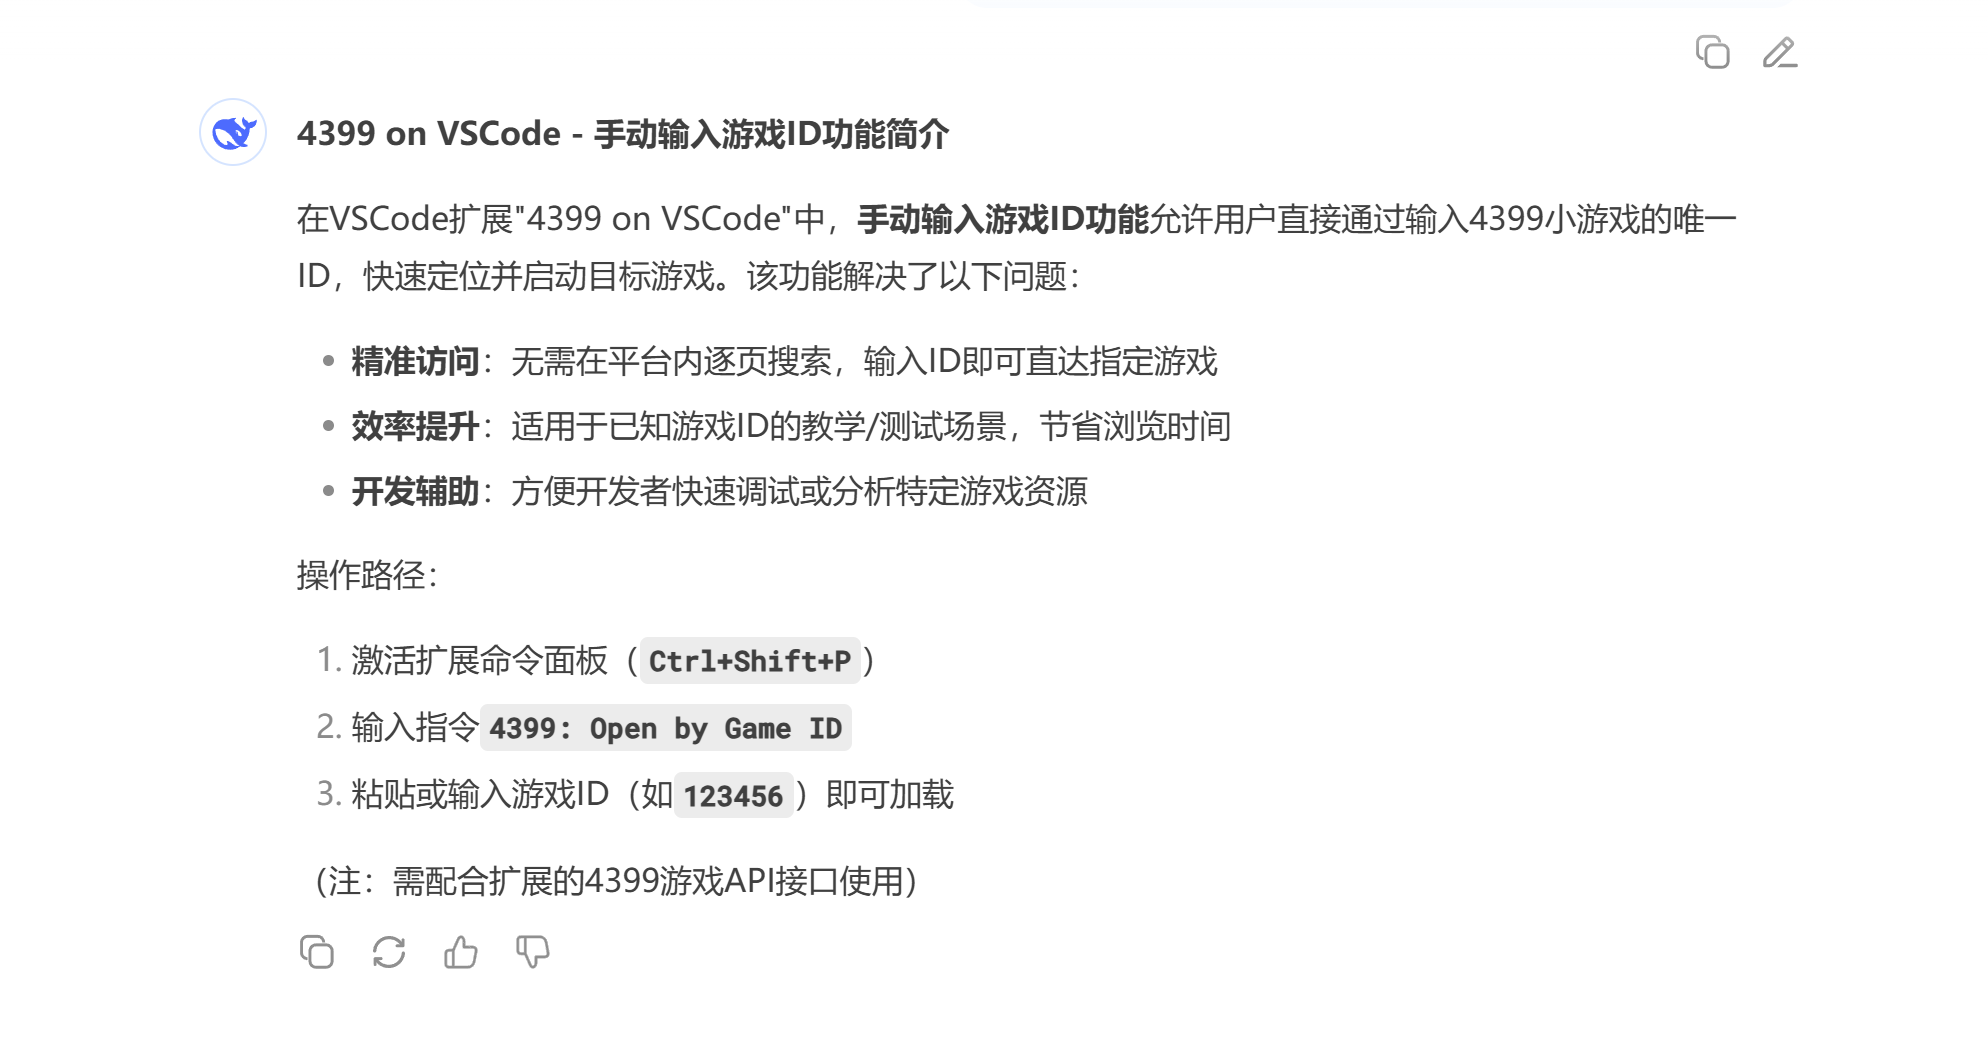 4399 on VSCode - 手动输入游戏ID功能简介
在VSCode扩展"4399 on VSCode"中，手动输入游戏ID功能允许用户直接通过输入4399小游戏的唯一
ID，快速定位并启动目标游戏。该功能解决了以下问题：
• 精准访问：无需在平台内逐页搜索，输入ID即可直达指定游戏
• 效率提升：适用于已知游戏ID的教学/测试场景，节省浏览时间
• 开发辅助：方便开发者快速调试或分析特定游戏资源
操作路径：
1. 激活扩展命令面板（Ctrl+Shift+P）
2. 输入指令 4399: Open by Game ID
3. 粘贴或输入游戏ID（如 123456）即可加载
（注：需配合扩展的4399游戏API接口使用）